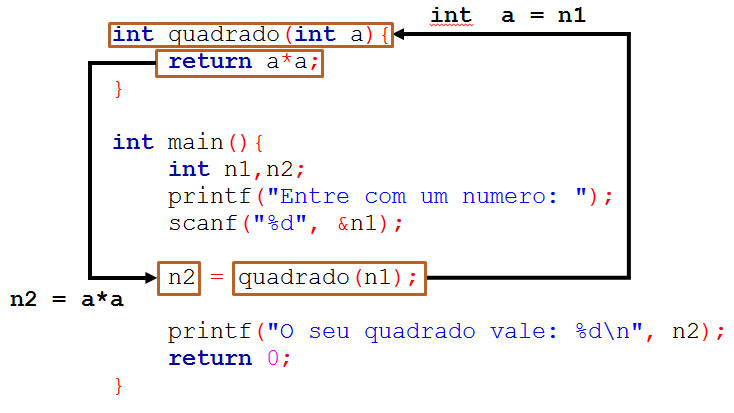 int a = n1
int quadrado(int a){
return a*a;
}
int main(){
int n1,n2;
printf("Entre com um numero: ");
scanf("%d", &n1);
n2 = quadrado(n1);
n2 = a*a
printf("O seu quadrado vale: %d\n", n2);
return 0;
}